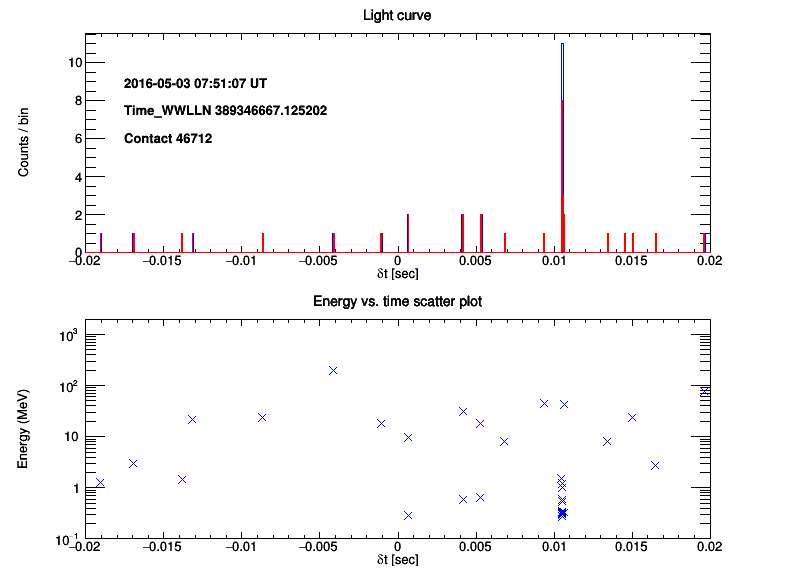 Light curve
10
8
6
4
2
0
Counts / bin
2016-05-03 07:51:07 UT
Time_WWLLN 389346667.125202
Contact 46712
−0.02 −0.015 −0.01 −0.005 0 0.005 0.01 0.015 0.02
δt [sec]
Energy vs. time scatter plot
10³
10²
10
1
10⁻¹
Energy (MeV)
−0.02 −0.015 −0.01 −0.005 0 0.005 0.01 0.015 0.02
δt [sec]